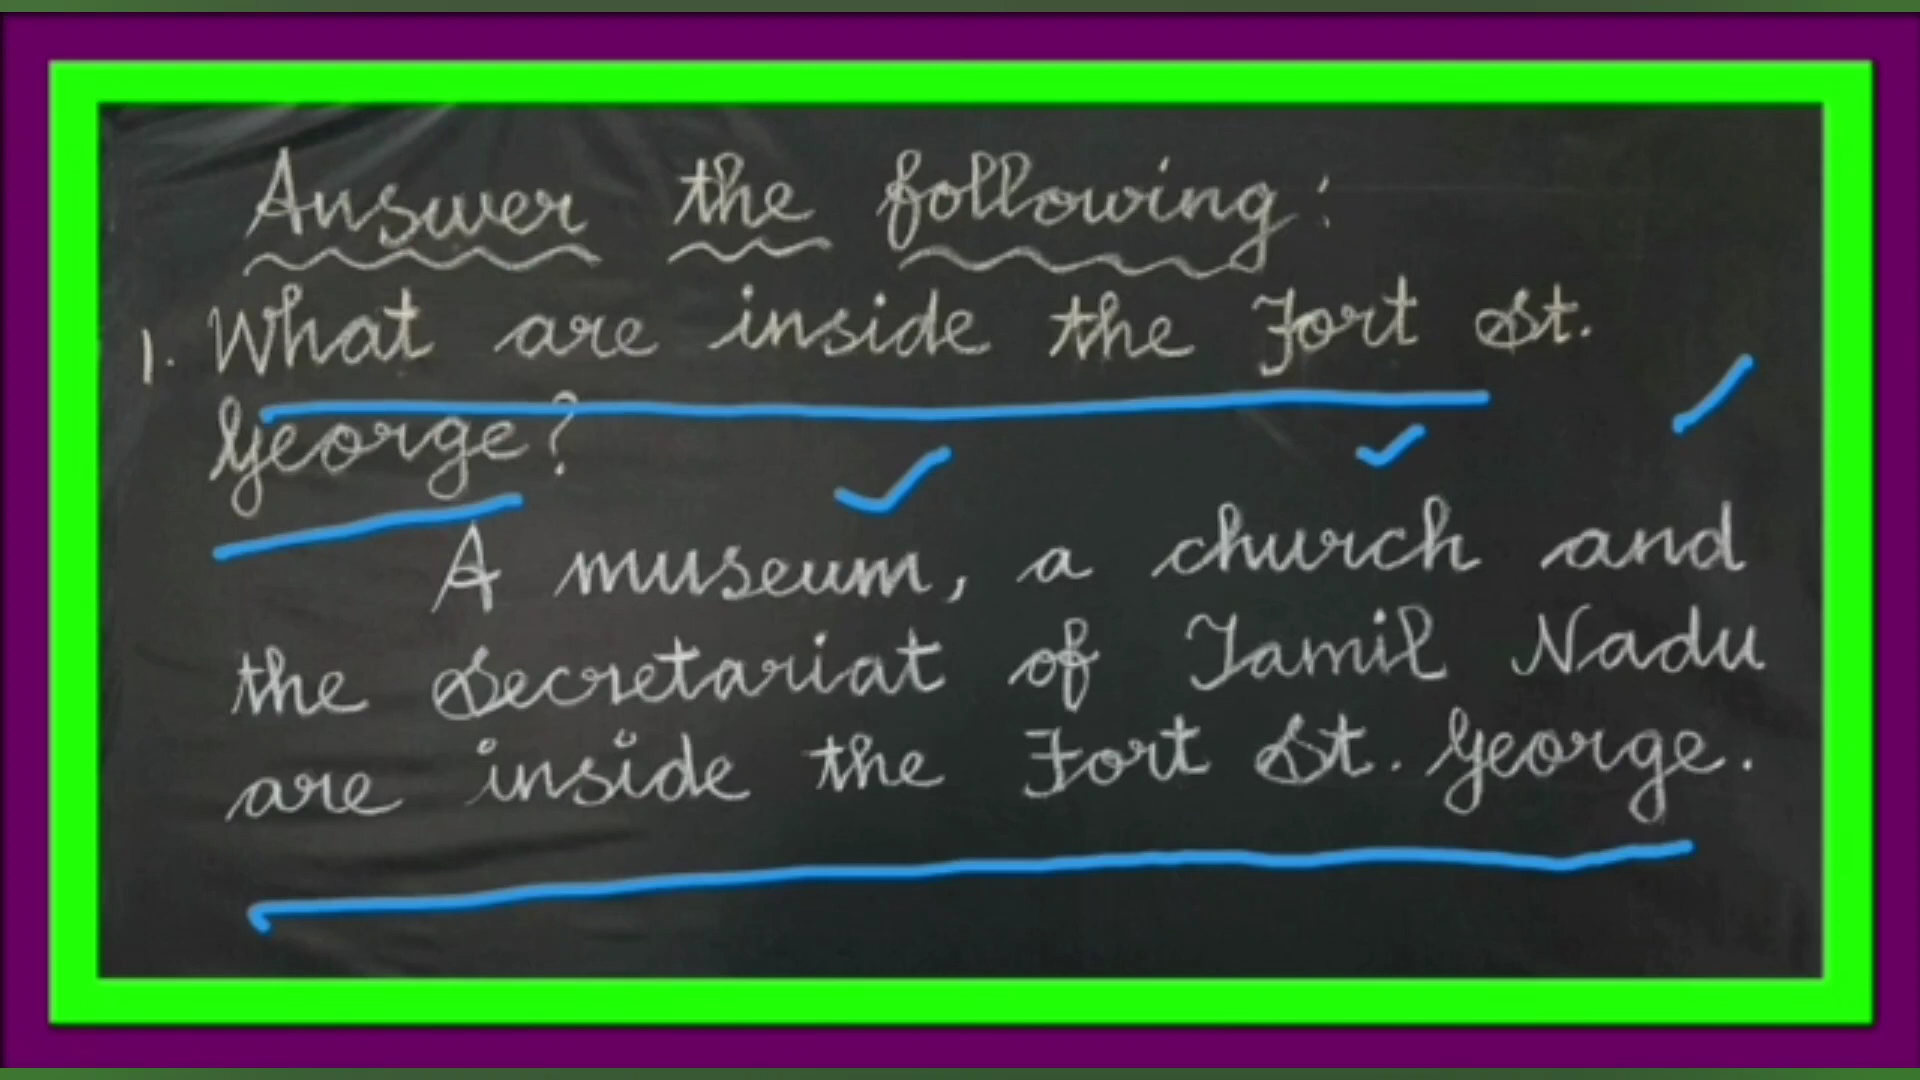 Answer the following:
1. What are inside the Fort St.
George?
A museum, a church and
the Secretariat of Tamil Nadu
are inside the Fort St. George.